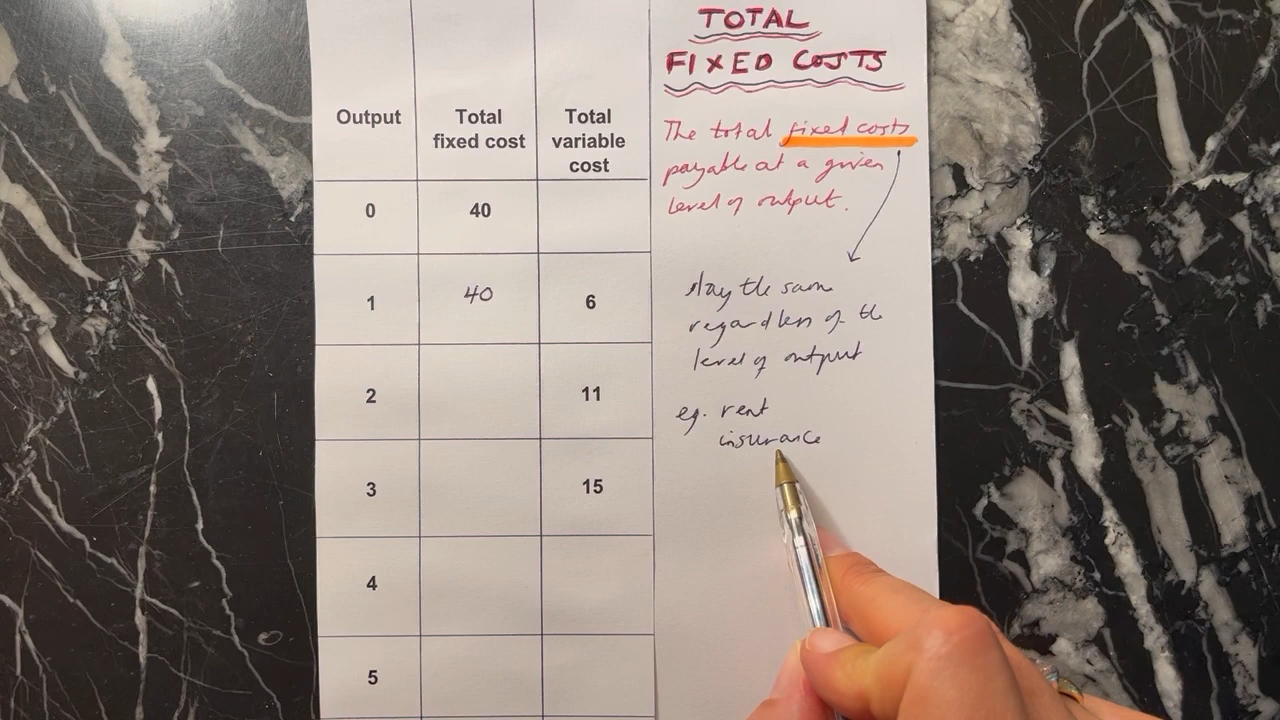 Output
Total
fixed cost
Total
variable
cost
0
40
1
40
6
2
11
3
15
4
5
TOTAL
FIXED COSTS
The total fixed costs
payable at a given
level of output.
stay the same
regardless of the
level of output
eg. rent
insurance